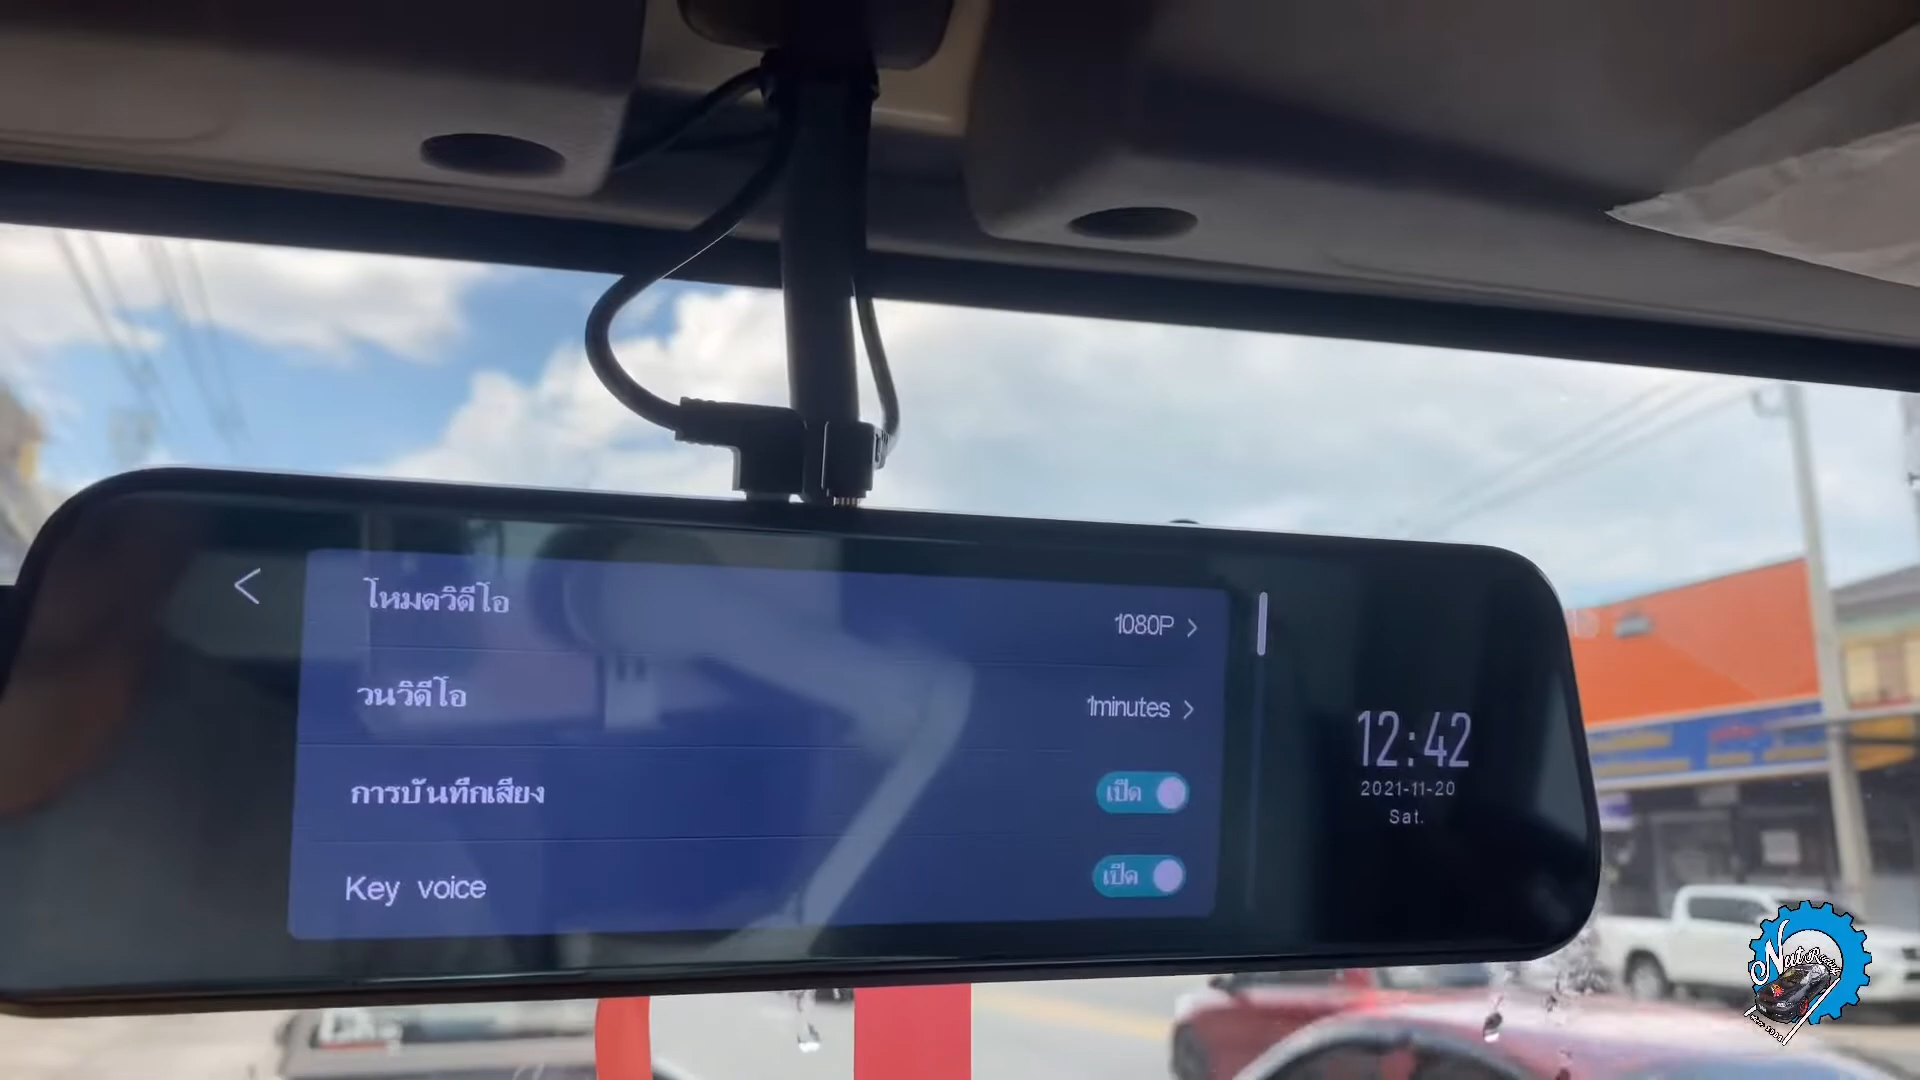 โหมดวิดีโอ
1080P
วนวิดีโอ
1minutes
การบันทึกเสียง
เปิด
Key voice
เปิด
12:42
2021-11-20
Sat.
Nut Racing